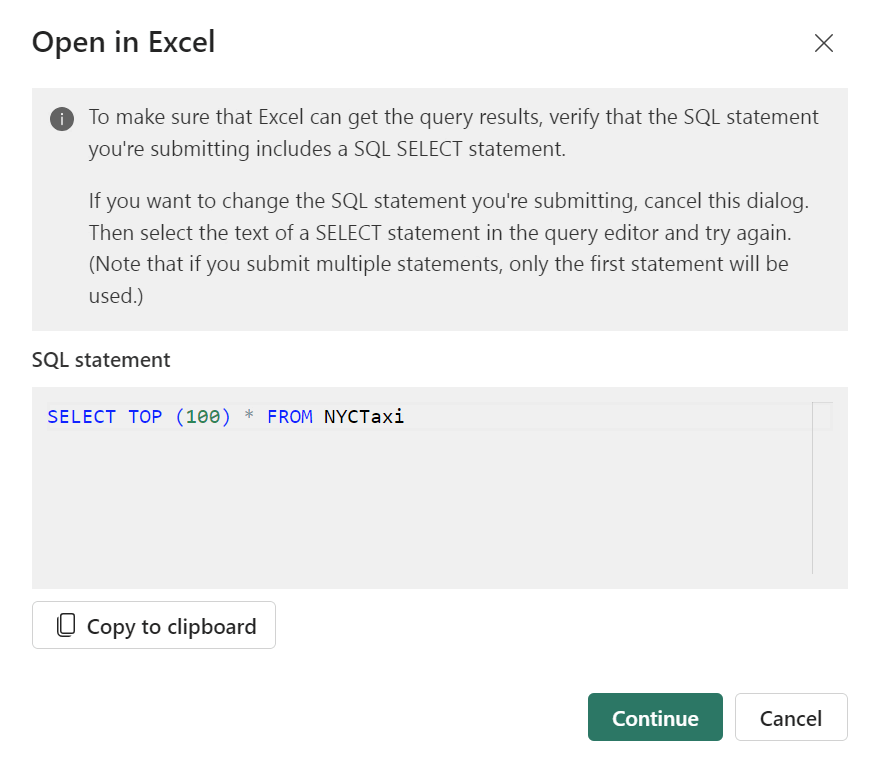 Open in Excel
To make sure that Excel can get the query results, verify that the SQL statement
you're submitting includes a SQL SELECT statement.
If you want to change the SQL statement you're submitting, cancel this dialog.
Then select the text of a SELECT statement in the query editor and try again.
(Note that if you submit multiple statements, only the first statement will be
used.)
SQL statement
SELECT TOP (100) * FROM NYCTaxi
Copy to clipboard
Continue
Cancel